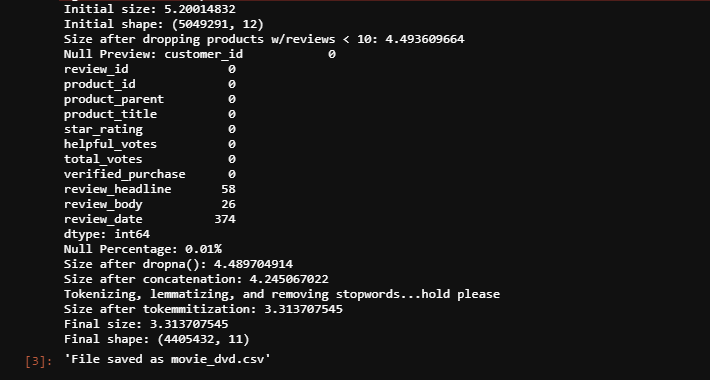 Initial size: 5.20014832
Initial shape: (5049291, 12)
Size after dropping products w/reviews < 10: 4.493609664
Null Preview: customer_id 0
review_id 0
product_id 0
product_parent 0
product_title 0
star_rating 0
helpful_votes 0
total_votes 0
verified_purchase 0
review_headline 58
review_body 26
review_date 374
dtype: int64
Null Percentage: 0.01%
Size after dropna(): 4.489704914
Size after concatenation: 4.245067022
Tokenizing, lemmatizing, and removing stopwords...hold please
Size after tokemmitization: 3.313707545
Final size: 3.313707545
Final shape: (4405432, 11)
[3]: 'File saved as movie_dvd.csv'